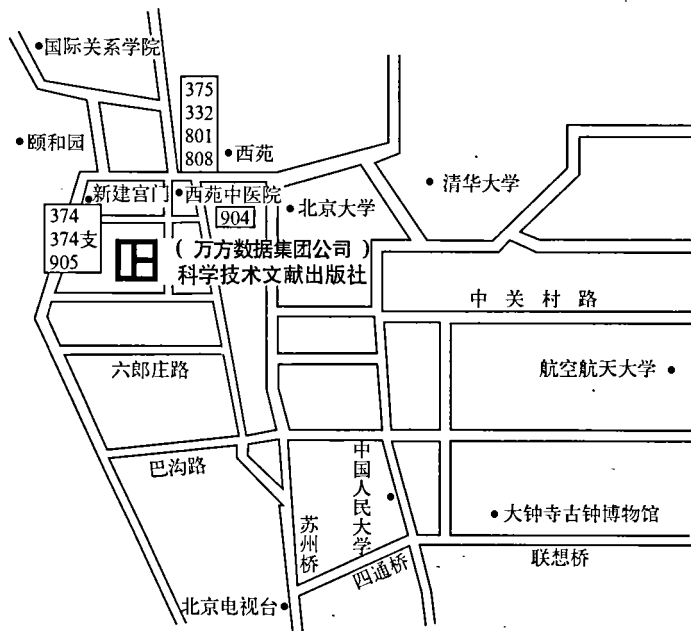 国际关系学院
375
332
801
808
颐和园
西苑
清华大学
新建宫门
西苑中医院
904
北京大学
374
374支
905
（万方数据集团公司）
科学技术文献出版社
中关村路
六郎庄路
航空航天大学
巴沟路
中国人民大学
大钟寺古钟博物馆
苏州桥
四通桥
联想桥
北京电视台